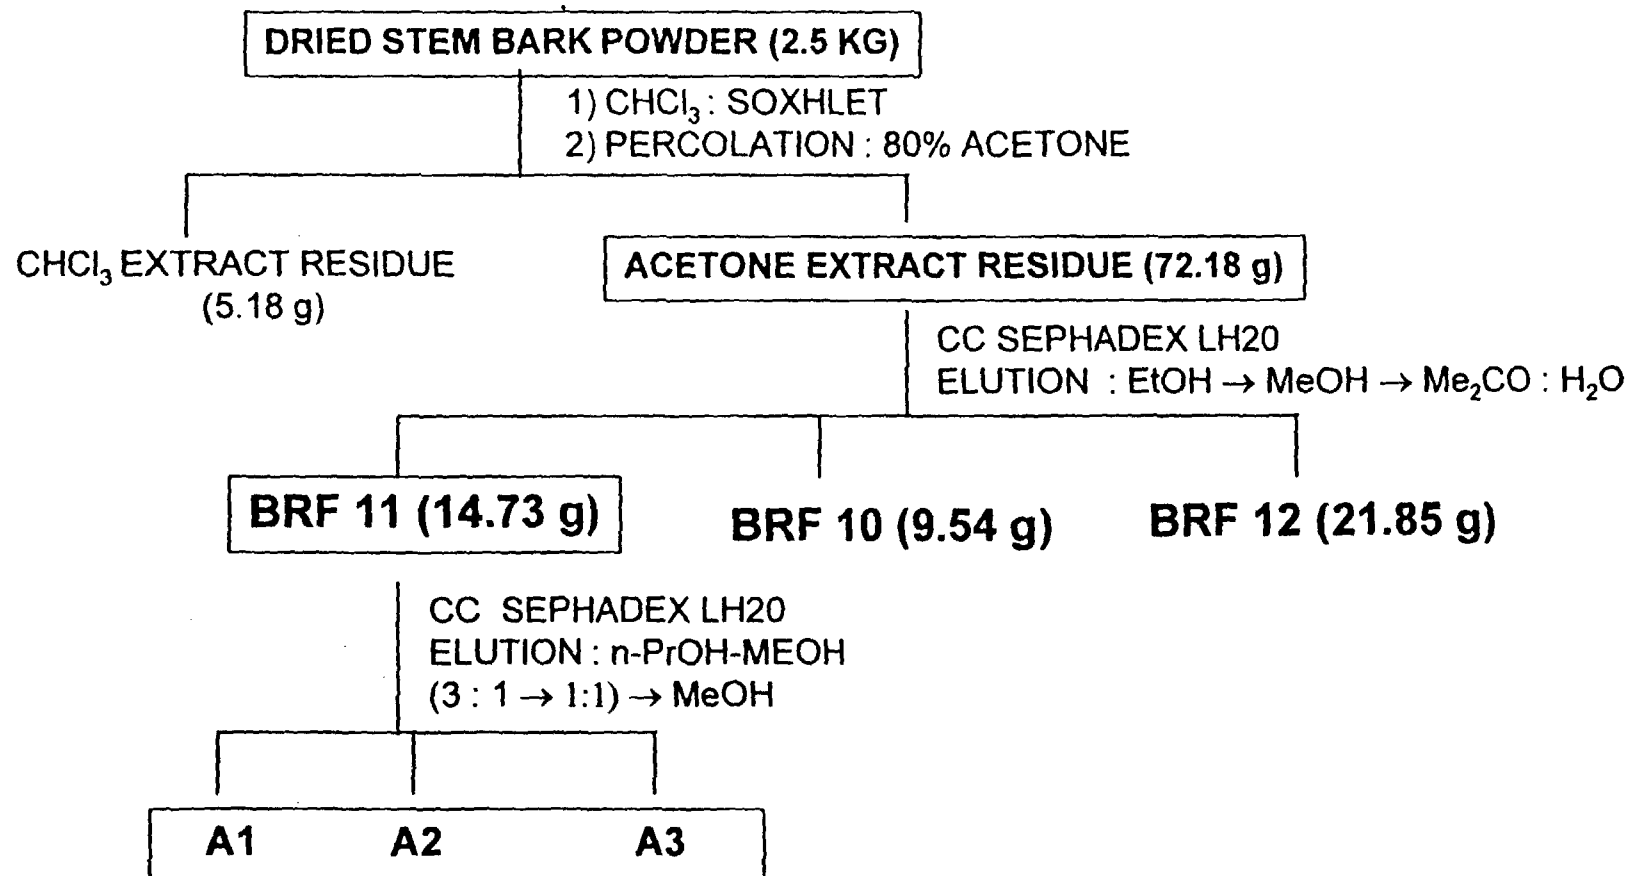 DRIED STEM BARK POWDER (2.5 KG)
1) CHCl₃ : SOXHLET
2) PERCOLATION : 80% ACETONE
CHCl₃ EXTRACT RESIDUE
(5.18 g)
ACETONE EXTRACT RESIDUE (72.18 g)
CC SEPHADEX LH20
ELUTION : EtOH → MeOH → Me₂CO : H₂O
BRF 11 (14.73 g)
BRF 10 (9.54 g)
BRF 12 (21.85 g)
CC SEPHADEX LH20
ELUTION : n-PrOH-MEOH
(3 : 1 → 1:1) → MeOH
A1 A2 A3